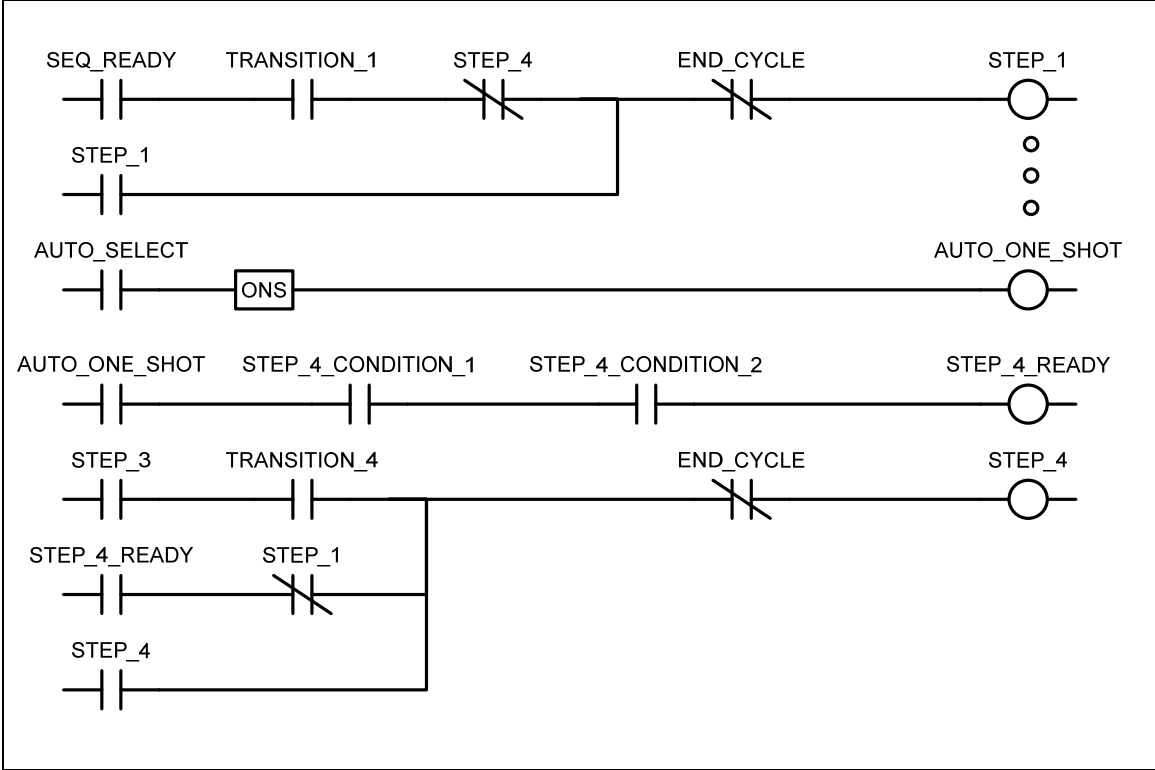 SEQ_READY TRANSITION_1 STEP_4 END_CYCLE STEP_1
STEP_1
AUTO_SELECT AUTO_ONE_SHOT
ONS
AUTO_ONE_SHOT STEP_4_CONDITION_1 STEP_4_CONDITION_2 STEP_4_READY
STEP_3 TRANSITION_4 END_CYCLE STEP_4
STEP_4_READY STEP_1
STEP_4